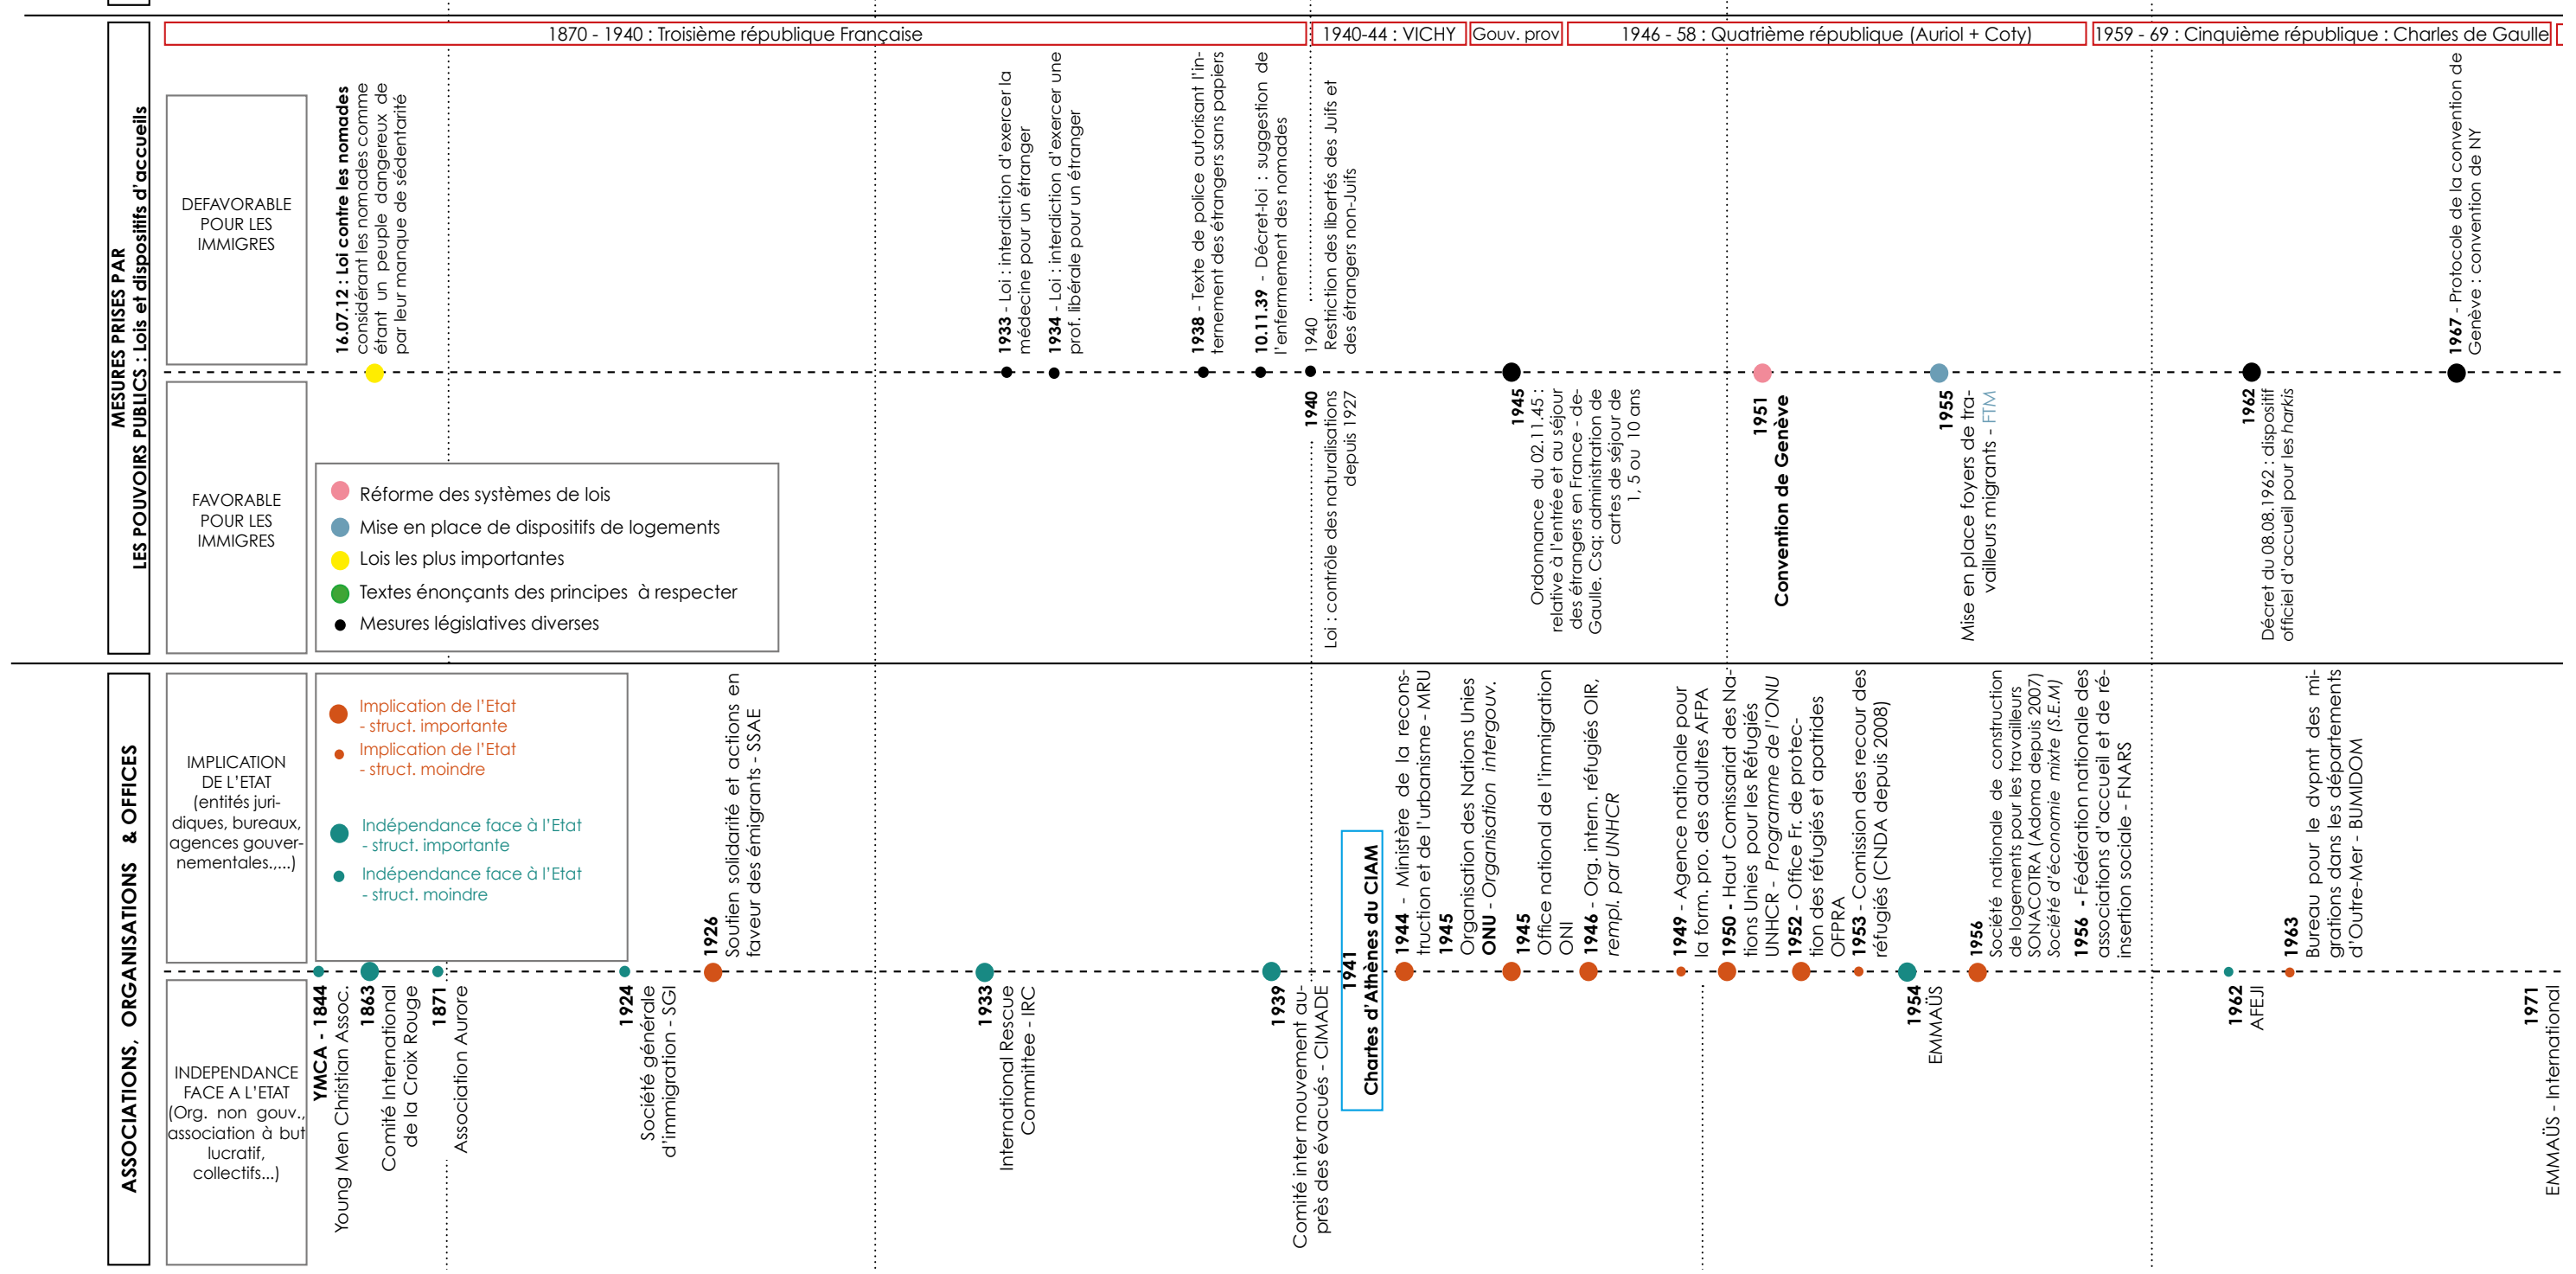 1870 - 1940 : Troisième république Française
1940-44 : VICHY
Gouv. prov
1946 - 58 : Quatrième république (Auriol + Coty)
1959 - 69 : Cinquième république : Charles de Gaulle
MESURES PRISES PAR
LES POUVOIRS PUBLICS : Lois et dispositifs d'accueils
DEFAVORABLE
POUR LES
IMMIGRES
16.07.12 : Loi contre les nomades
considérant les nomades comme
étant un peuple dangereux de
par leur manque de sédentarité
1933 - Loi : interdiction d'exercer la
médecine pour un étranger
1934 - Loi : interdiction d'exercer une
prof. libérale pour un étranger
1938 - Texte de police autorisant l'in-
ternement des étrangers sans papiers
10.11.39 - Décret-loi : suggestion de
l'enfermement des nomades
1940
Restriction des libertés des Juifs et
des étrangers non-Juifs
1967 - Protocole de la convention de
Genève : convention de NY
FAVORABLE
POUR LES
IMMIGRES
Réforme des systèmes de lois
Mise en place de dispositifs de logements
Lois les plus importantes
Textes énonçants des principes à respecter
Mesures législatives diverses
1940
Loi : contrôle des naturalisations
depuis 1927
1945
Ordonnance du 02.11.45 :
relative à l'entrée et au séjour
des étrangers en France - de-
Gaulle. Csq: administration de
cartes de séjour de
1, 5 ou 10 ans
1951
Convention de Genève
1955
Mise en place foyers de tra-
vailleurs migrants - FTM
1962
Décret du 08.08.1962 : dispositif
officiel d'accueil pour les harkis
ASSOCIATIONS, ORGANISATIONS & OFFICES
IMPLICATION
DE L'ETAT
(entités juri-
diques, bureaux,
agences gouver-
nementales.,...)
Implication de l'Etat
- struct. importante
Implication de l'Etat
- struct. moindre
Indépendance face à l'Etat
- struct. importante
Indépendance face à l'Etat
- struct. moindre
1926
Soutien solidarité et actions en
faveur des émigrants - SSAE
1941
Chartes d'Athènes du CIAM
1944 - Ministère de la recons-
truction et de l'urbanisme - MRU
1945
Organisation des Nations Unies
ONU - Organisation intergouv.
1945
Office national de l'immigration
ONI
1946 - Org. intern. réfugiés OIR,
rempl. par UNHCR
1949 - Agence nationale pour
la form. pro. des adultes AFPA
1950 - Haut Comissariat des Na-
tions Unies pour les Réfugiés
UNHCR - Programme de l'ONU
1952 - Office Fr. de protec-
tion des réfugiés et apatrides
OFPRA
1953 - Comission des recour des
réfugiés (CNDA depuis 2008)
1956
Société nationale de construction
de logements pour les travailleurs
SONACOTRA (Adoma depuis 2007)
Société d'économie mixte (S.E.M)
1956 - Fédération nationale des
associations d'accueil et de ré-
insertion sociale - FNARS
1963
Bureau pour le dvpmt des mi-
grations dans les départements
d'Outre-Mer - BUMIDOM
INDEPENDANCE
FACE A L'ETAT
(Org. non gouv.,
association à but
lucratif,
collectifs...)
YMCA - 1844
Young Men Christian Assoc.
1863
Comité International
de la Croix Rouge
1871
Association Aurore
1924
Société générale
d'immigration - SGI
1933
International Rescue
Committee - IRC
1939
Comité inter mouvement au-
près des évacués - CIMADE
1954
EMMAÜS
1962
AFEJI
1971
EMMAÜS - International